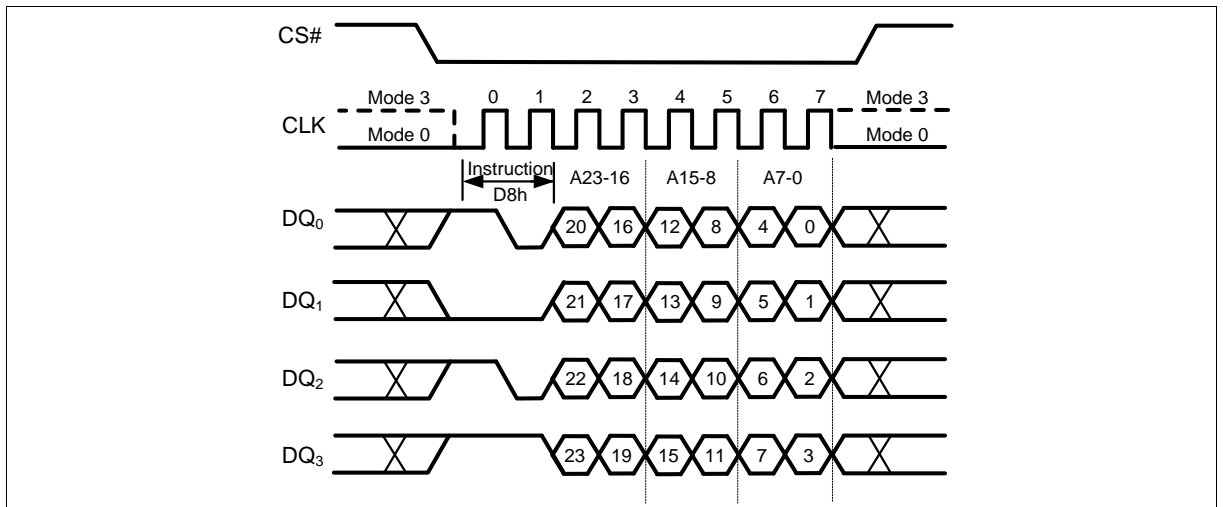 CS#
Mode 3 0 1 2 3 4 5 6 7 Mode 3
CLK
Mode 0 Mode 0
Instruction
D8h
A23-16 A15-8 A7-0
DQ₀ 20 16 12 8 4 0
DQ₁ 21 17 13 9 5 1
DQ₂ 22 18 14 10 6 2
DQ₃ 23 19 15 11 7 3